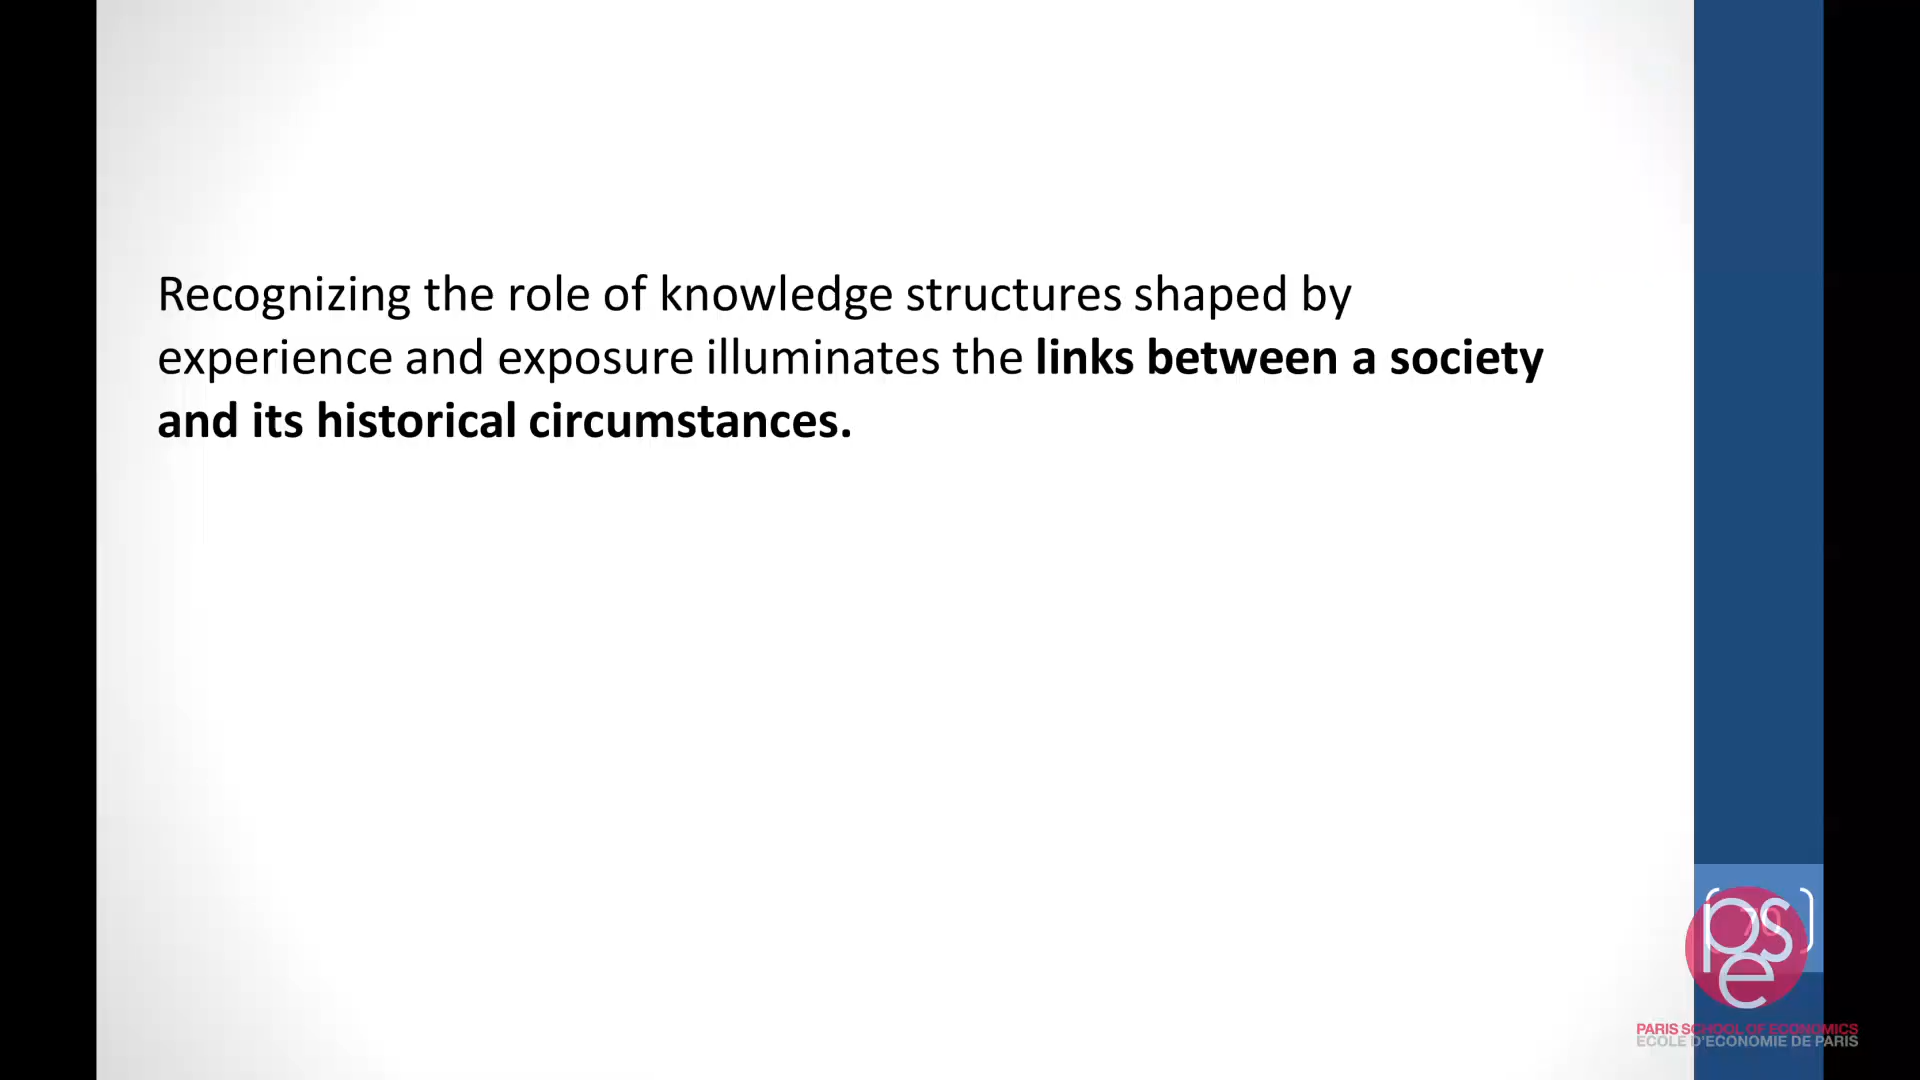 Recognizing the role of knowledge structures shaped by
experience and exposure illuminates the links between a society
and its historical circumstances.
70
pse
PARIS SCHOOL OF ECONOMICS
ECOLE D'ECONOMIE DE PARIS